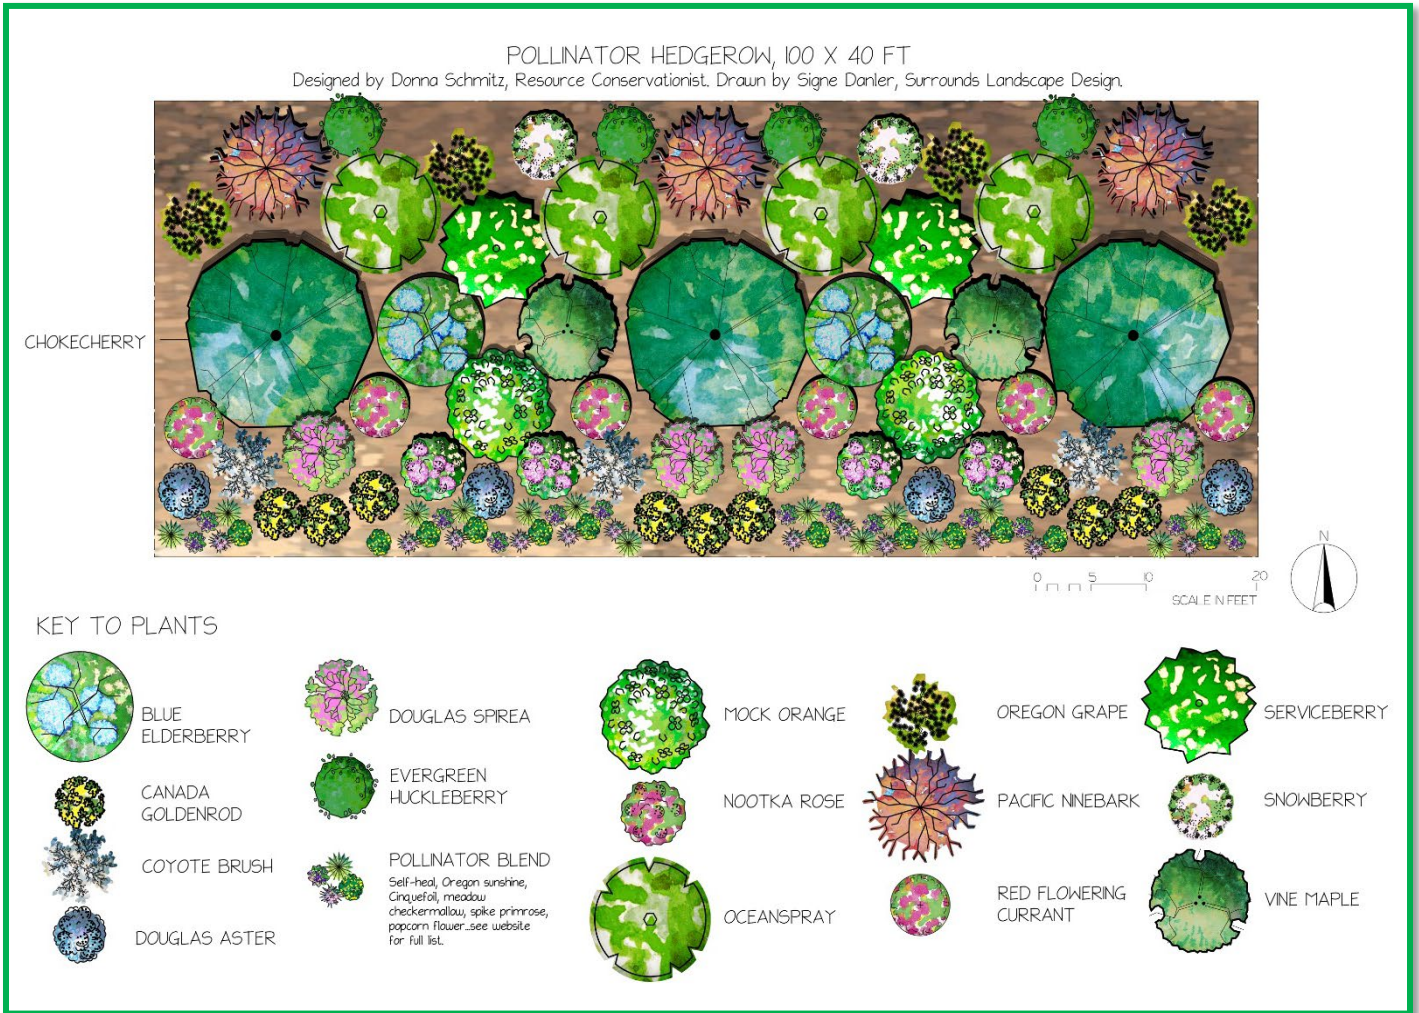 POLLINATOR HEDGEROW, 100 X 40 FT
Designed by Donna Schmitz, Resource Conservationist. Drawn by Signe Danler, Surrounds Landscape Design.
CHOKECHERRY
N
0 5 10 20
SCALE IN FEET
KEY TO PLANTS
BLUE
ELDERBERRY
CANADA
GOLDENROD
COYOTE BRUSH
DOUGLAS ASTER
DOUGLAS SPIREA
EVERGREEN
HUCKLEBERRY
POLLINATOR BLEND
Self-heal, Oregon sunshine,
Cinquefoil, meadow
checkermallow, spike primrose,
popcorn flower...see website
for full list.
MOCK ORANGE
NOOTKA ROSE
OCEANSPRAY
OREGON GRAPE
PACIFIC NINEBARK
RED FLOWERING
CURRANT
SERVICEBERRY
SNOWBERRY
VINE MAPLE